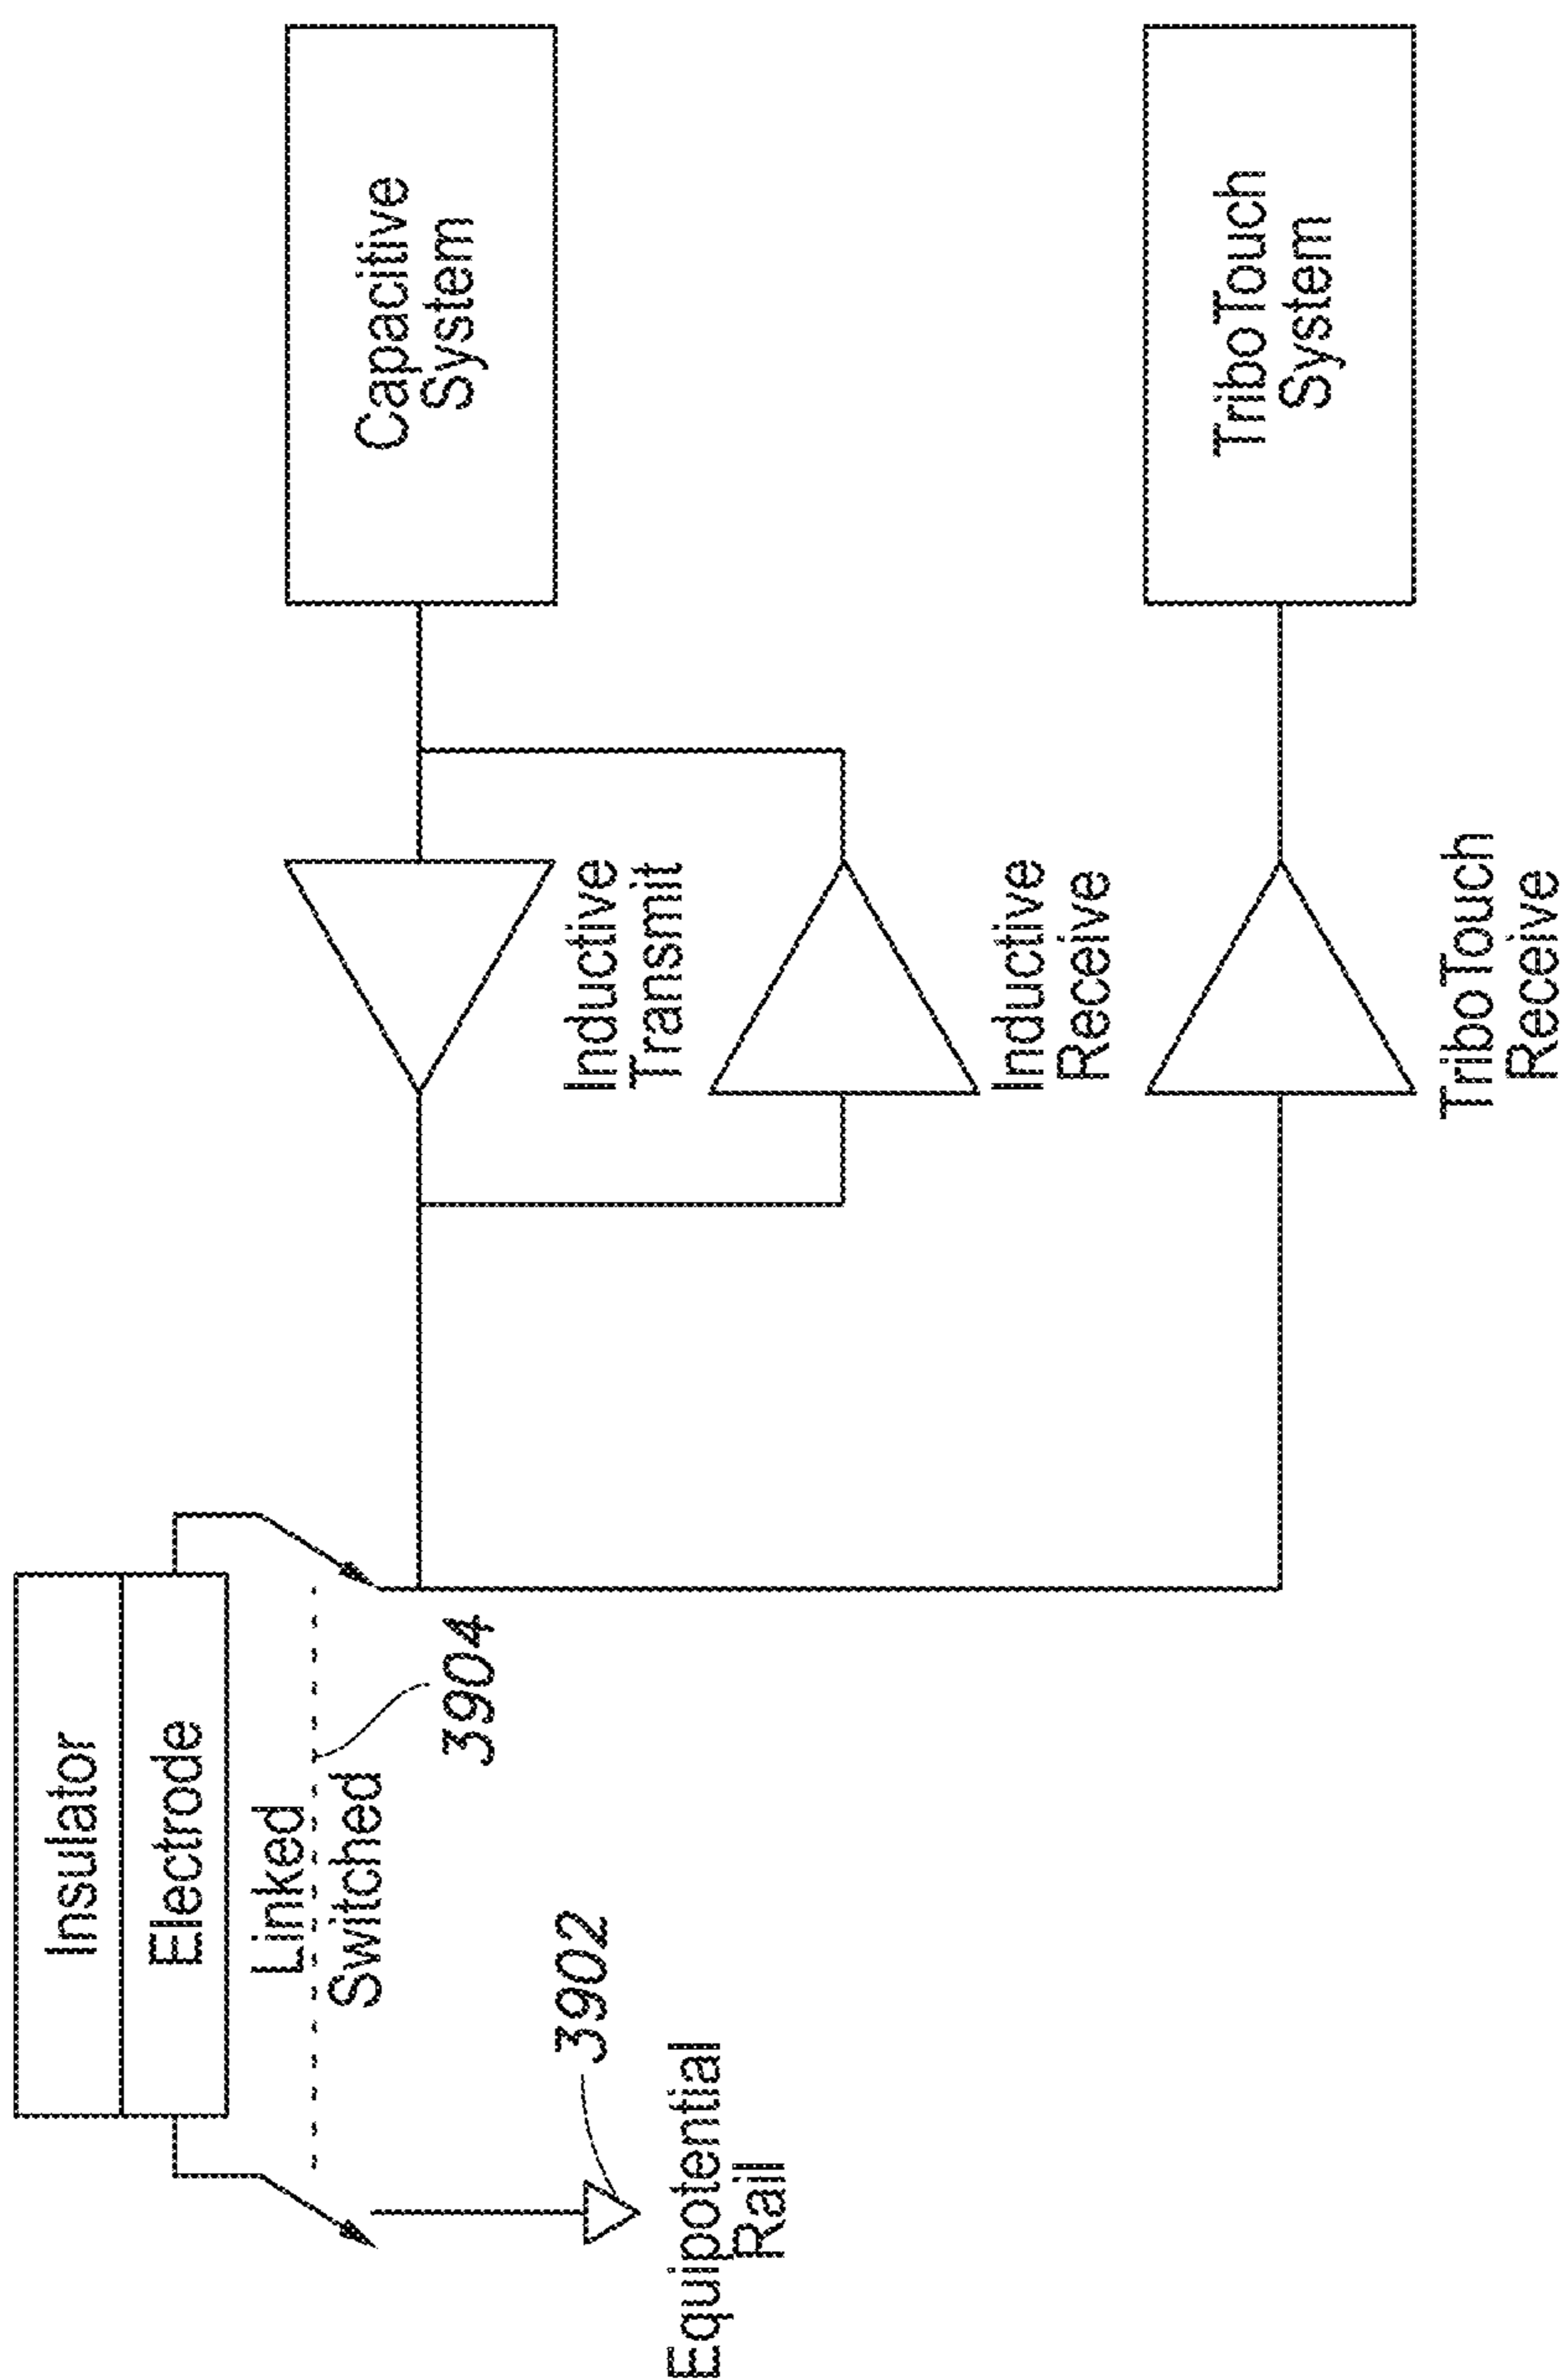 Insulator
Electrode
Linked
Switched
3904
3902
Equipotential
Rail
Capacitive
System
Inductive
Transmit
Inductive
Receive
TriboTouch
System
TriboTouch
Receive